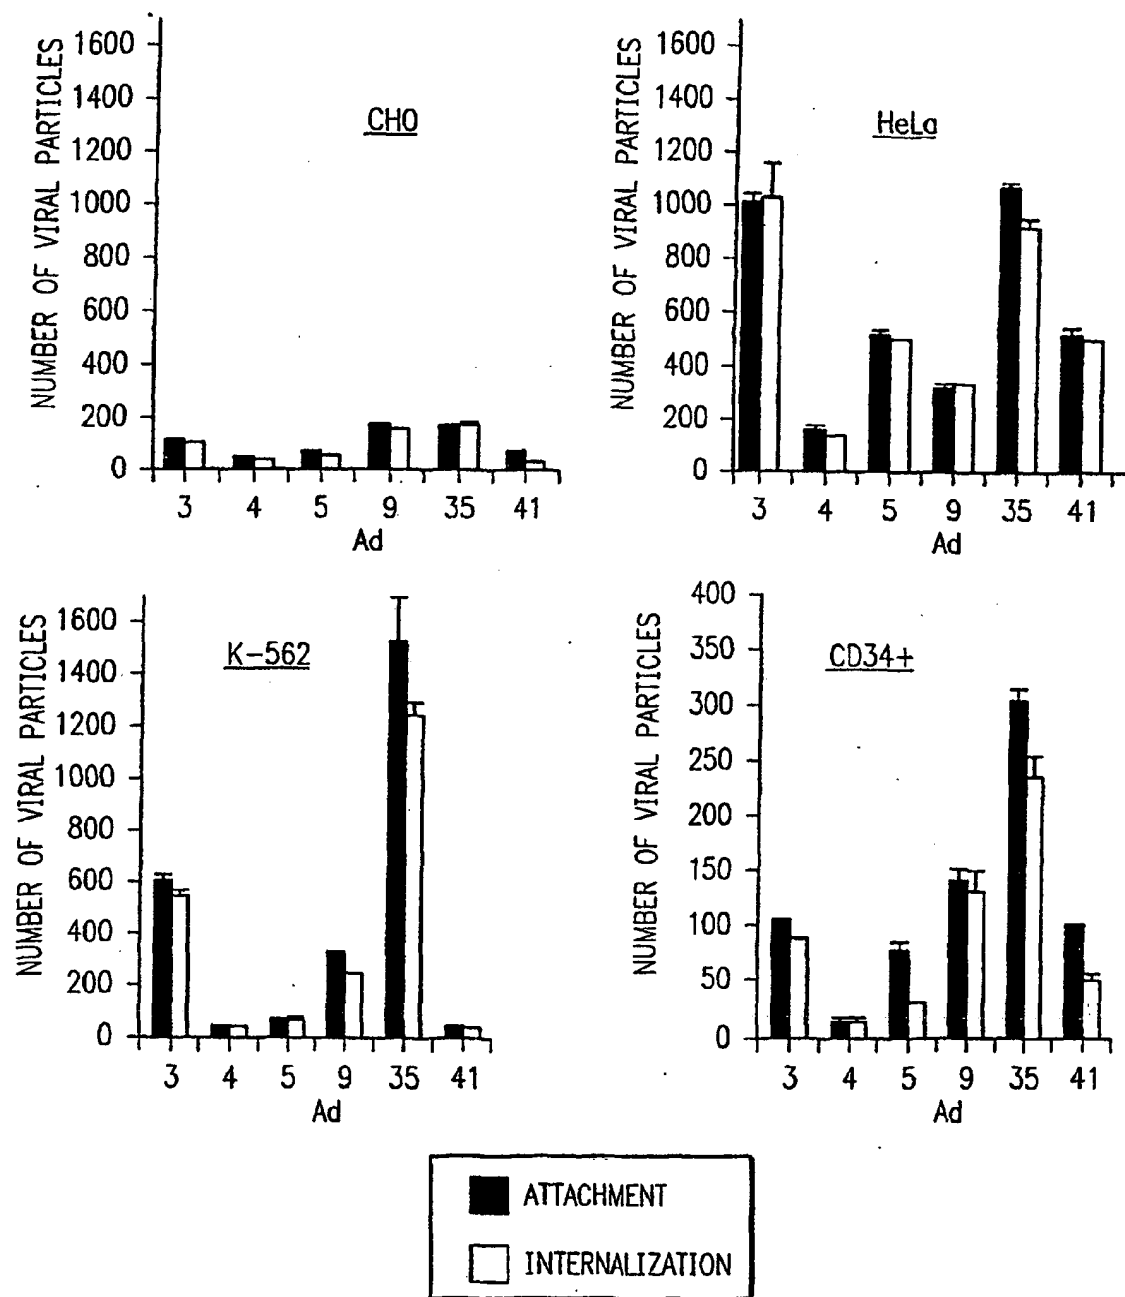 NUMBER OF VIRAL PARTICLES
1600
1400
1200
1000
800
600
400
200
0
CHO
3 4 5 9 35 41
Ad
NUMBER OF VIRAL PARTICLES
1600
1400
1200
1000
800
600
400
200
0
HeLa
3 4 5 9 35 41
Ad
NUMBER OF VIRAL PARTICLES
1600
1400
1200
1000
800
600
400
200
0
K-562
3 4 5 9 35 41
Ad
NUMBER OF VIRAL PARTICLES
400
350
300
250
200
150
100
50
0
CD34+
3 4 5 9 35 41
Ad
ATTACHMENT
INTERNALIZATION